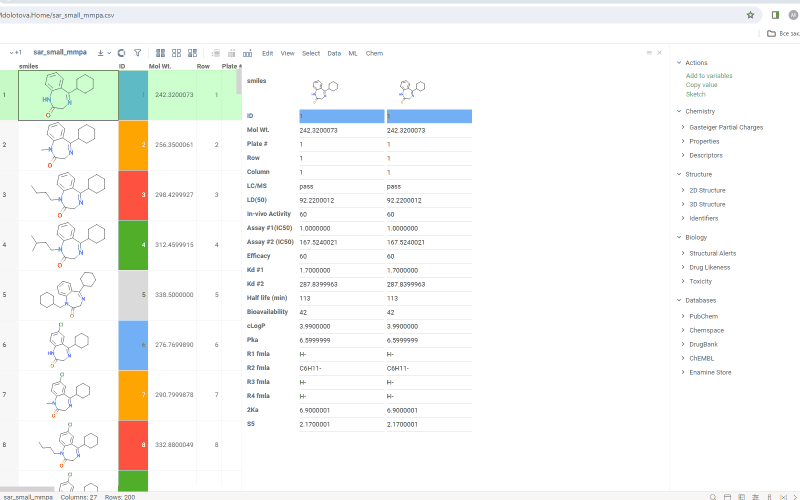 Mdolotova.Home/sar_small_mmpa.csv
M
Все зак
+1 sar_small_mmpa
Edit View Select Data ML Chem
smiles ID Mol Wt. Row Plate #
1 1 242.3200073 1
2 2 256.3500061 2
3 3 298.4299927 3
4 4 312.4599915 4
5 5 338.5000000 5
6 6 276.7699890 6
7 7 290.7999878 7
8 8 332.8800049 8
smiles
ID 1 1
Mol Wt. 242.3200073 242.3200073
Plate # 1 1
Row 1 1
Column 1 1
LC/MS pass pass
LD(50) 92.2200012 92.2200012
In-vivo Activity 60 60
Assay #1(IC50) 1.0000000 1.0000000
Assay #2 (IC50) 167.5240021 167.5240021
Efficacy 60 60
Kd #1 1.7000000 1.7000000
Kd #2 287.8399963 287.8399963
Half life (min) 113 113
Bioavailability 42 42
cLogP 3.9900000 3.9900000
Pka 6.5999999 6.5999999
R1 fmla H- H-
R2 fmla C6H11- C6H11-
R3 fmla H- H-
R4 fmla H- H-
2Ka 6.9000001 6.9000001
S5 2.1700001 2.1700001
Actions
Add to variables
Copy value
Sketch
Chemistry
Gasteiger Partial Charges
Properties
Descriptors
Structure
2D Structure
3D Structure
Identifiers
Biology
Structural Alerts
Drug Likeness
Toxicity
Databases
PubChem
Chemspace
DrugBank
ChEMBL
Enamine Store
sar_small_mmpa Columns: 27 Rows: 200